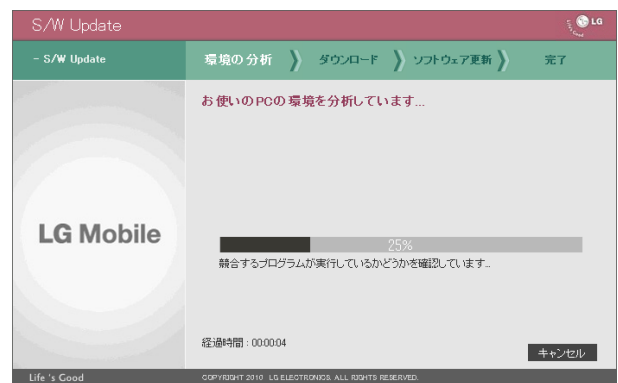 S/W Update
LG
- S/W Update
環境の分析 》 ダウンロード 》 ソフトウェア更新 》 完了
お使いのPCの環境を分析しています...
LG Mobile
25%
競合するプログラムが実行しているかどうかを確認しています...
経過時間 : 00:00:04
キャンセル
Life 's Good
COPYRIGHT 2010 LG ELECTRONICS. ALL RIGHTS RESERVED.